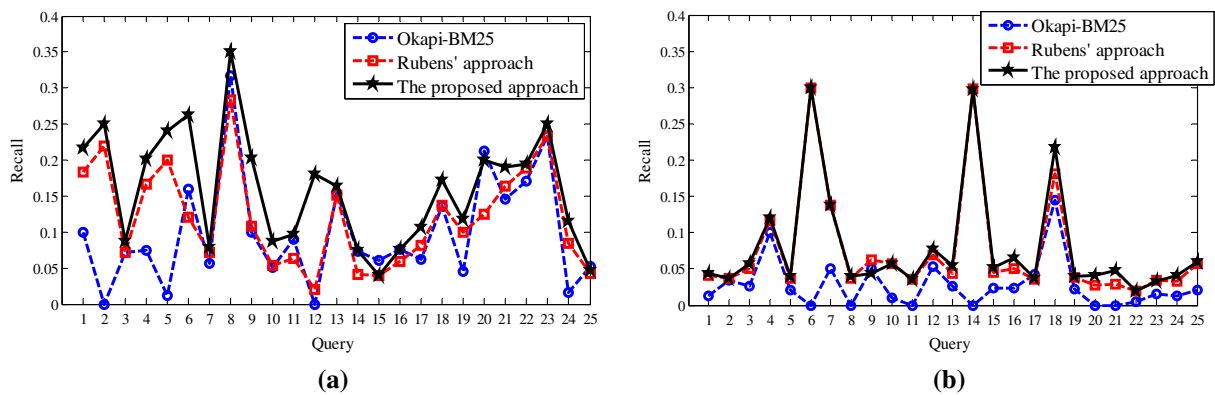 0.4
0.35
0.3
0.25
0.2
0.15
0.1
0.05
0
Recall
1 2 3 4 5 6 7 8 9 10 11 12 13 14 15 16 17 18 19 20 21 22 23 24 25
Query
Okapi-BM25
Rubens' approach
The proposed approach
(a)
0.4
0.35
0.3
0.25
0.2
0.15
0.1
0.05
0
Recall
1 2 3 4 5 6 7 8 9 10 11 12 13 14 15 16 17 18 19 20 21 22 23 24 25
Query
Okapi-BM25
Rubens' approach
The proposed approach
(b)